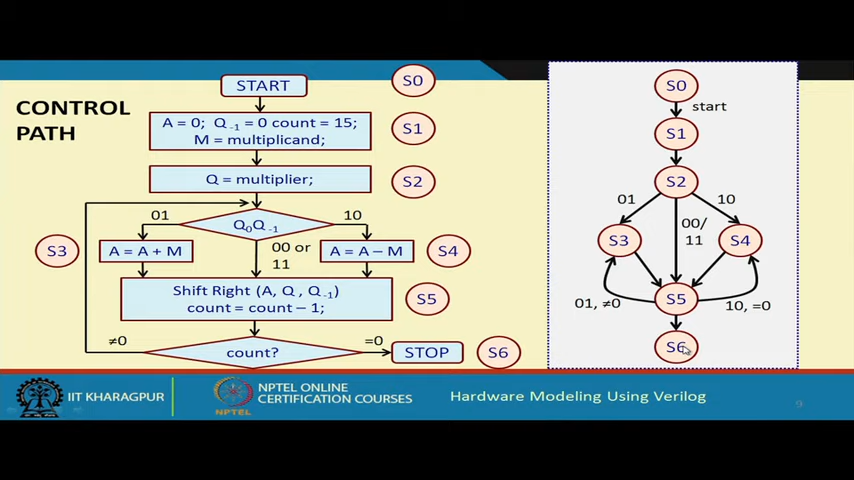 CONTROL
PATH
START
S0
A = 0; Q -1 = 0 count = 15;
M = multiplicand;
S1
Q = multiplier;
S2
01
Q0Q-1
10
S3
A = A + M
00 or
11
A = A – M
S4
Shift Right (A, Q , Q-1)
count = count – 1;
S5
≠0
count?
=0
STOP
S6
S0
start
S1
S2
01
10
00/
11
S3
S4
01, ≠0
S5
10, =0
S6
IIT KHARAGPUR
NPTEL
NPTEL ONLINE
CERTIFICATION COURSES
Hardware Modeling Using Verilog
9